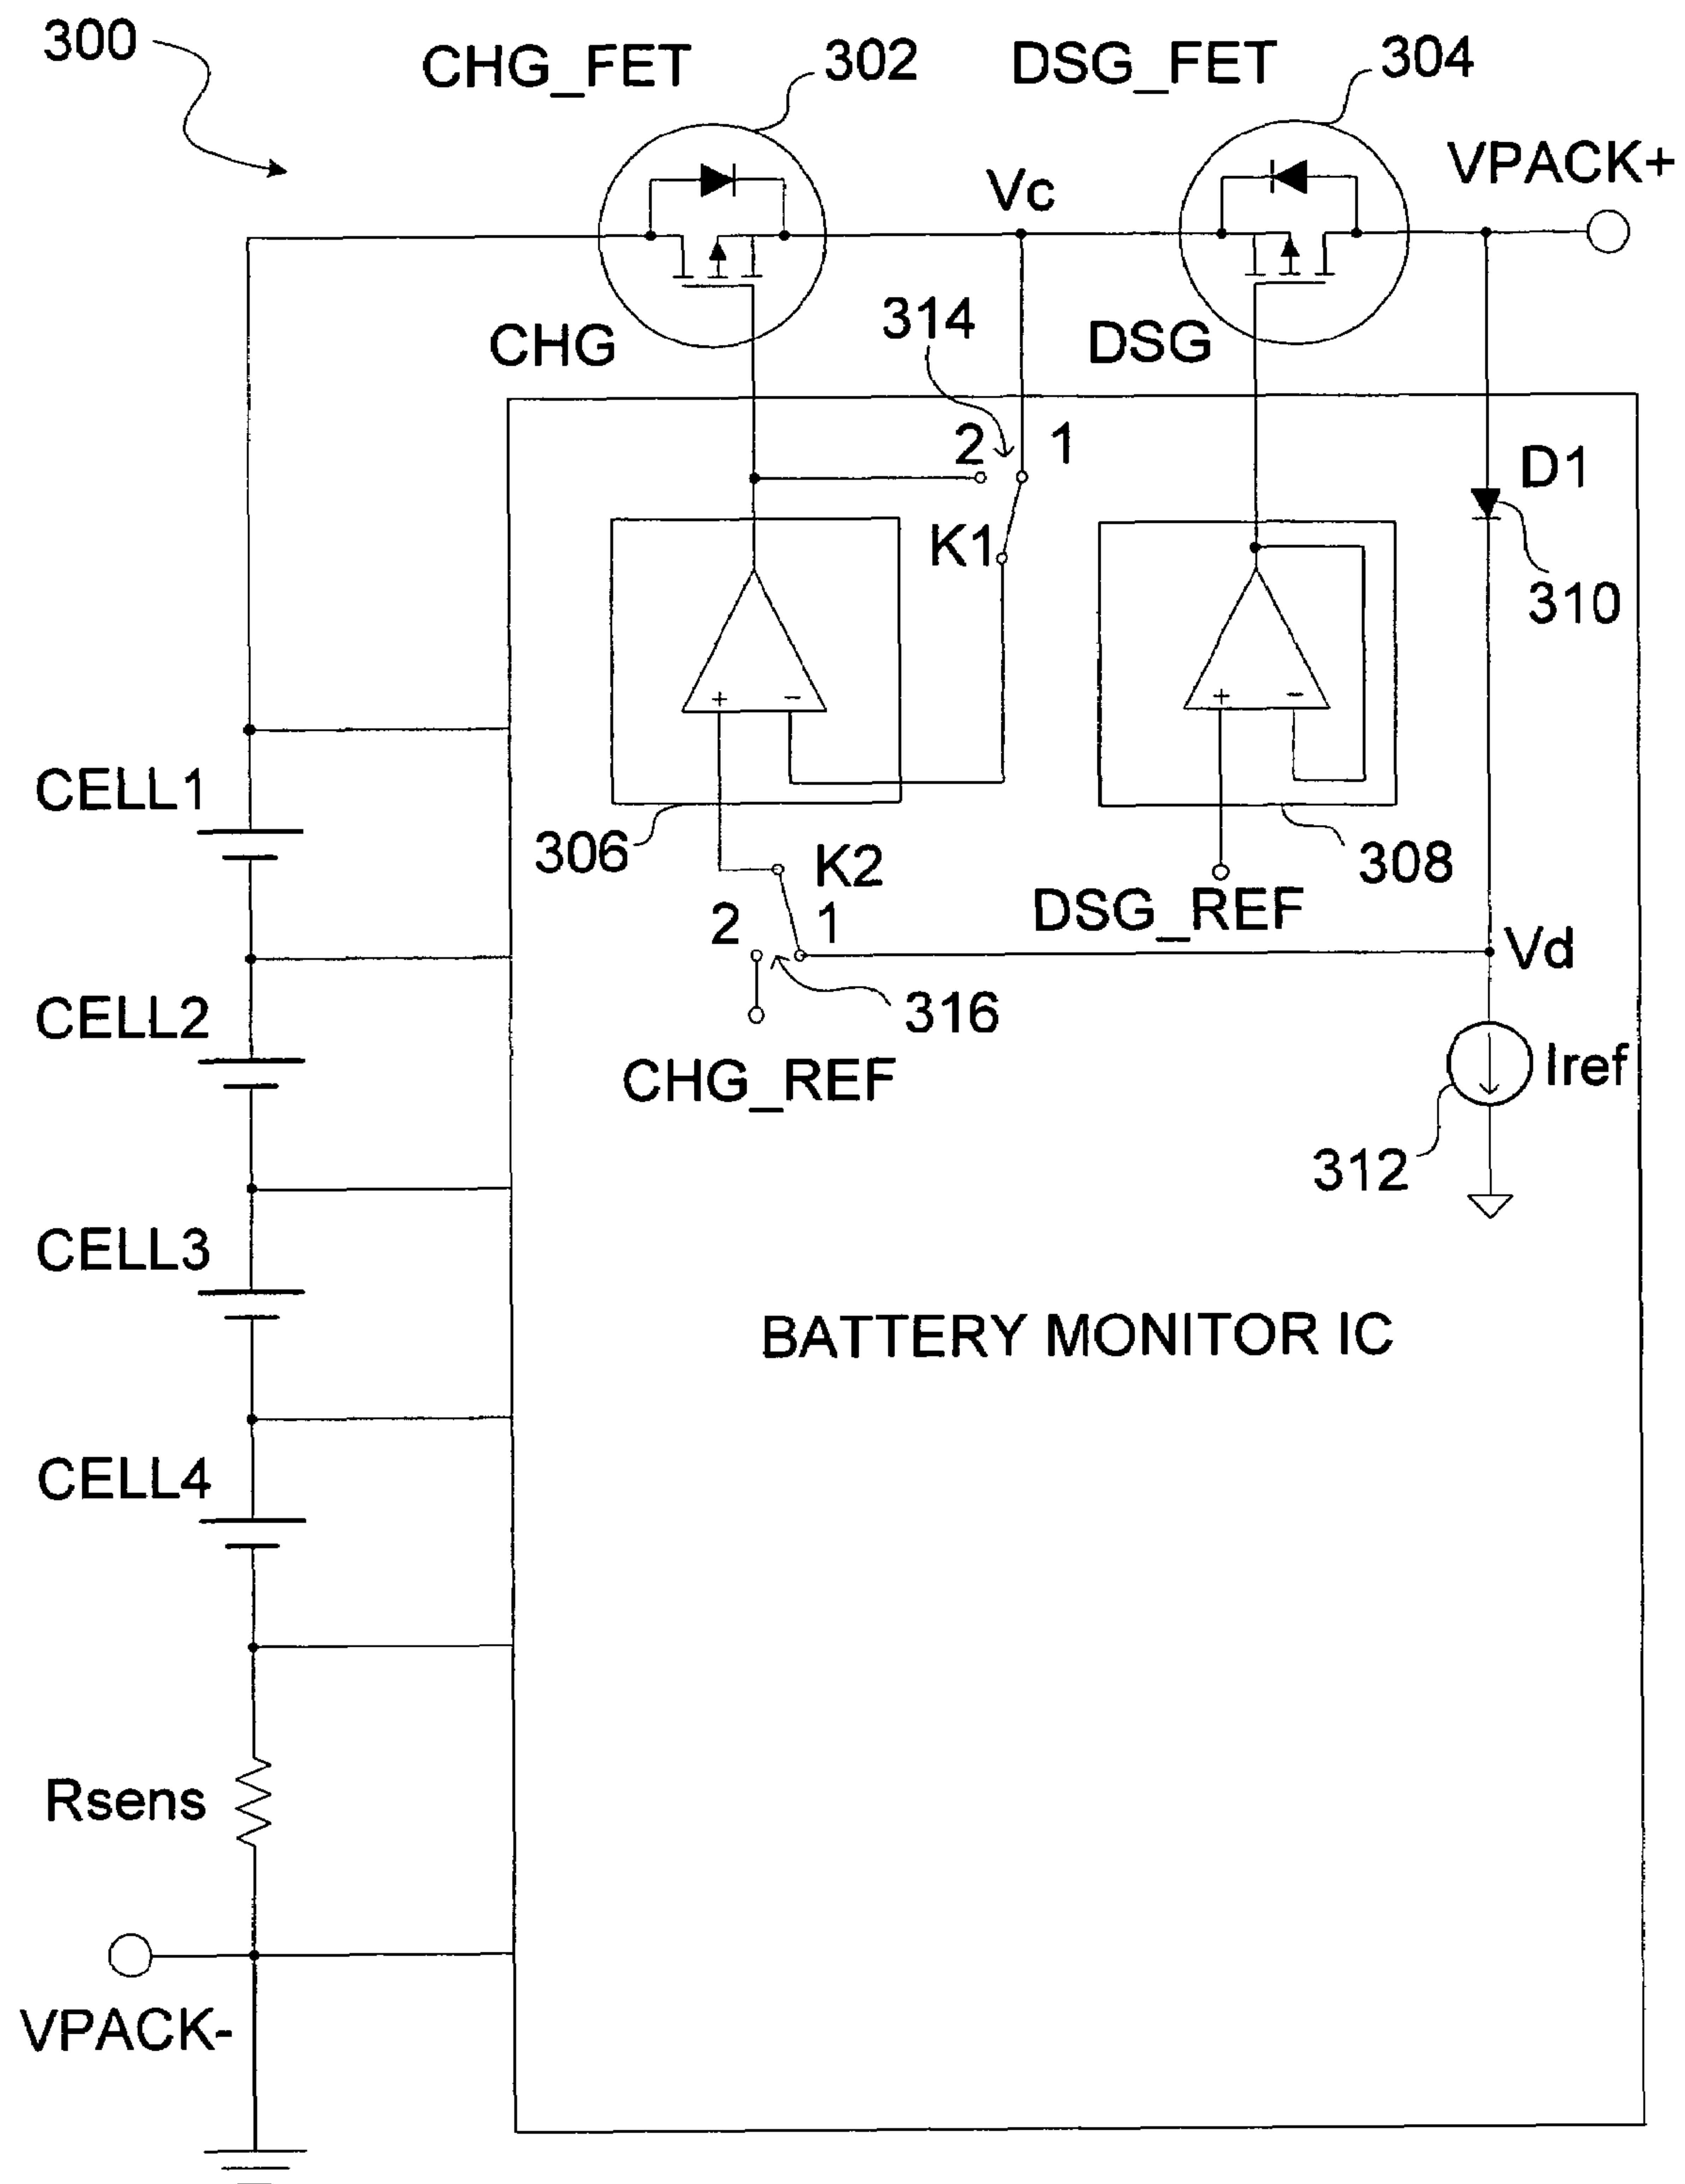 300
CHG_FET
302
DSG_FET
304
VPACK+
Vc
CHG
314
DSG
2
1
D1
K1
310
+
-
+
-
CELL1
306
K2
308
2
1
DSG_REF
Vd
316
CELL2
CHG_REF
Iref
312
CELL3
BATTERY MONITOR IC
CELL4
Rsens
VPACK-